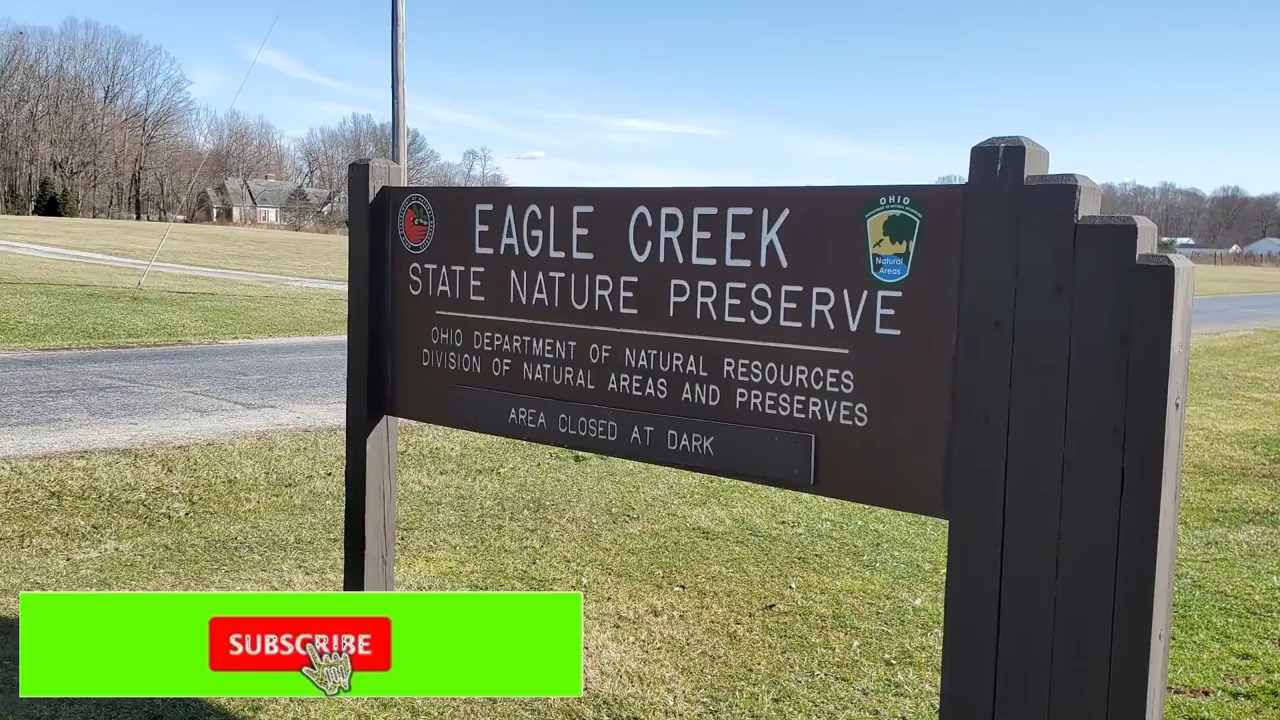 EAGLE CREEK
STATE NATURE PRESERVE
OHIO DEPARTMENT OF NATURAL RESOURCES
DIVISION OF NATURAL AREAS AND PRESERVES
AREA CLOSED AT DARK
OHIO
Natural
Areas
SUBSCRIBE